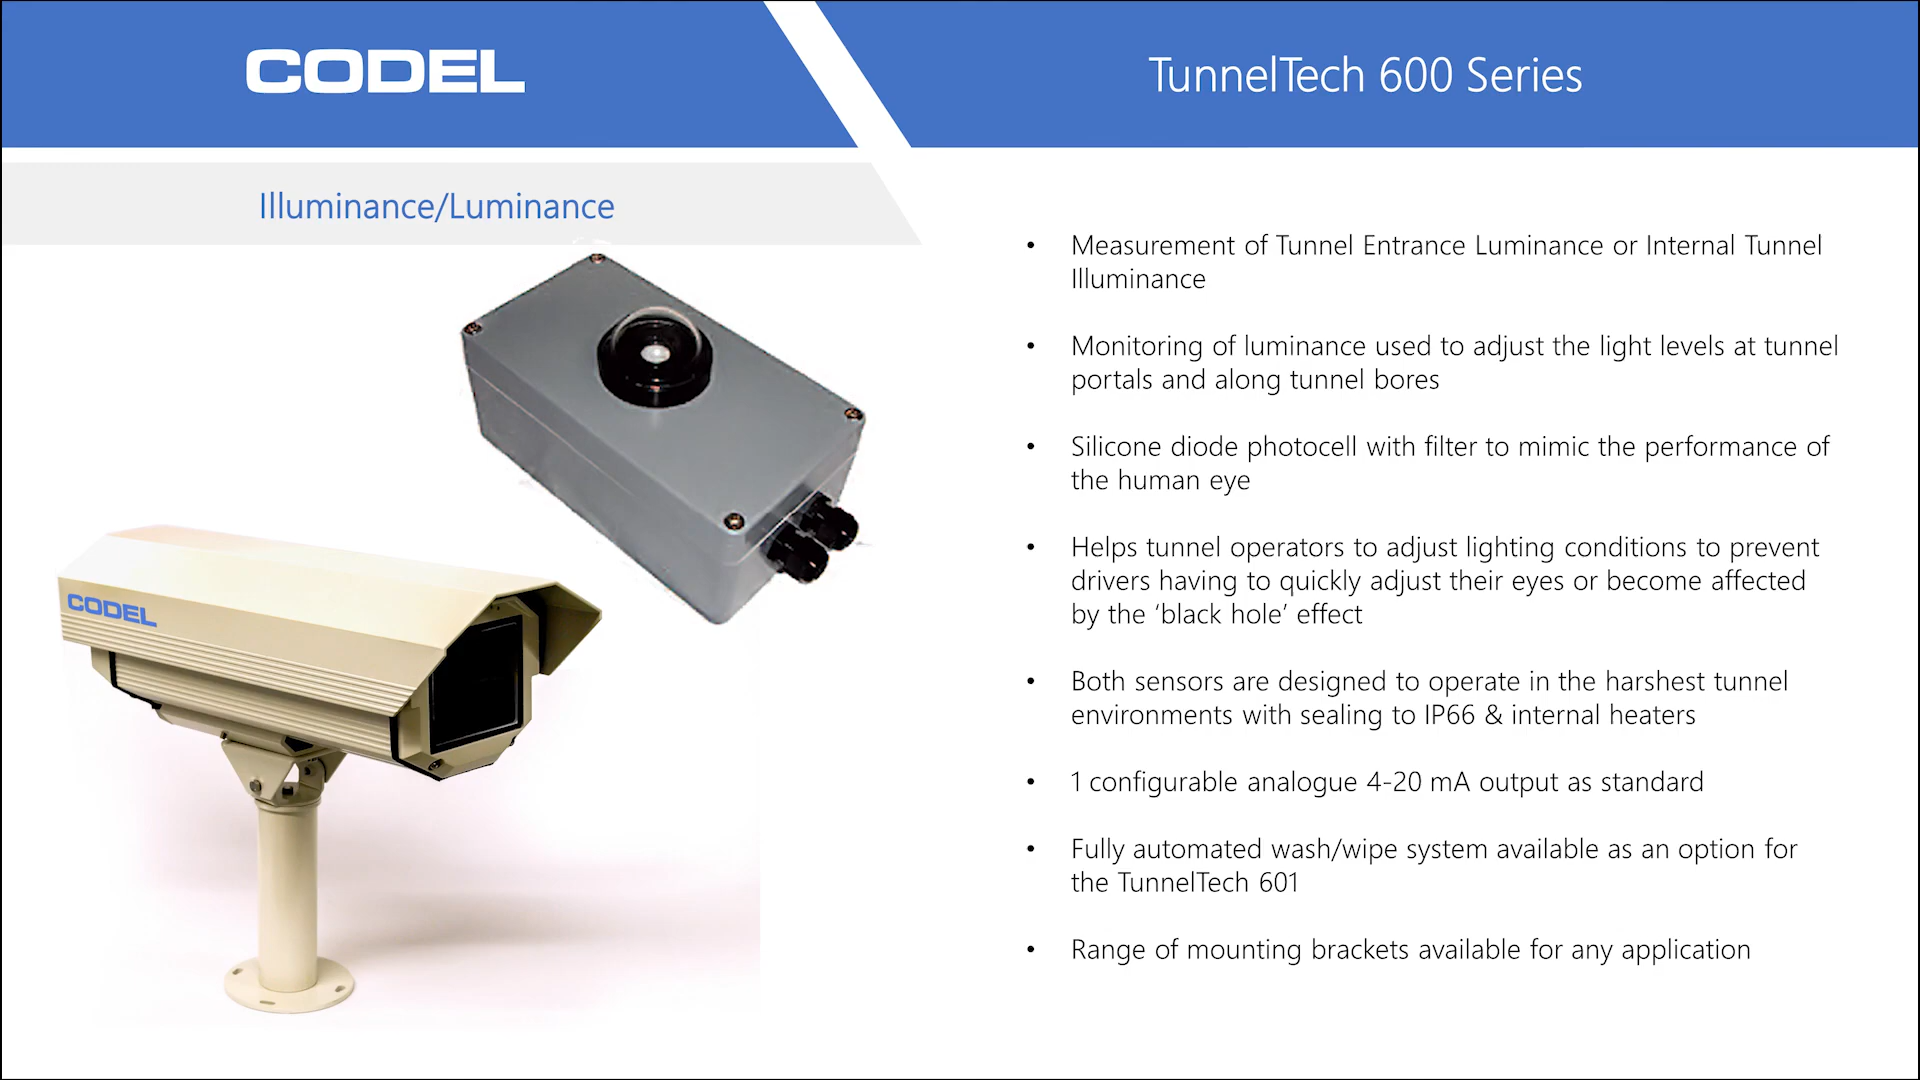 CODEL
TunnelTech 600 Series
Illuminance/Luminance
• Measurement of Tunnel Entrance Luminance or Internal Tunnel
Illuminance
• Monitoring of luminance used to adjust the light levels at tunnel
portals and along tunnel bores
• Silicone diode photocell with filter to mimic the performance of
the human eye
• Helps tunnel operators to adjust lighting conditions to prevent
drivers having to quickly adjust their eyes or become affected
by the ‘black hole’ effect
• Both sensors are designed to operate in the harshest tunnel
environments with sealing to IP66 & internal heaters
• 1 configurable analogue 4-20 mA output as standard
• Fully automated wash/wipe system available as an option for
the TunnelTech 601
• Range of mounting brackets available for any application
CODEL